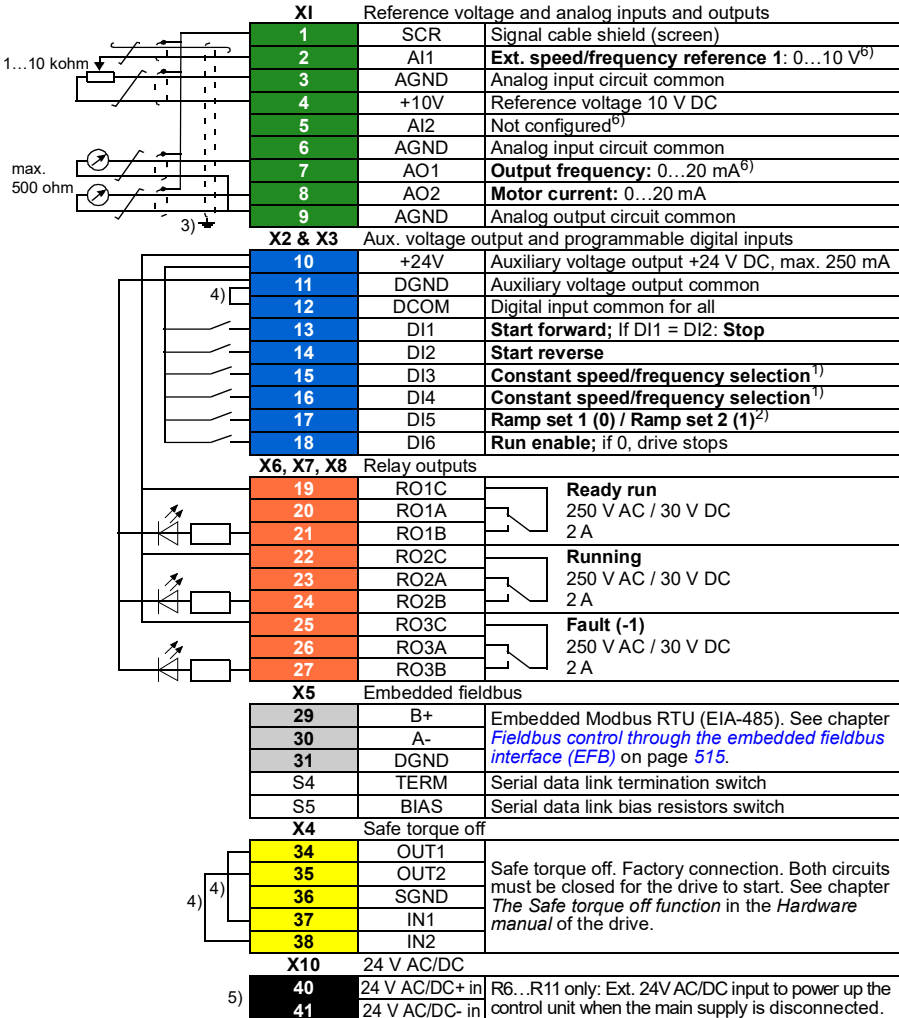 XI Reference voltage and analog inputs and outputs
1 SCR Signal cable shield (screen)
1…10 kohm 2 AI1 Ext. speed/frequency reference 1: 0…10 V6)
3 AGND Analog input circuit common
4 +10V Reference voltage 10 V DC
5 AI2 Not configured6)
6 AGND Analog input circuit common
max. 7 AO1 Output frequency: 0…20 mA6)
500 ohm 8 AO2 Motor current: 0…20 mA
3) 9 AGND Analog output circuit common
X2 & X3 Aux. voltage output and programmable digital inputs
10 +24V Auxiliary voltage output +24 V DC, max. 250 mA
11 DGND Auxiliary voltage output common
4) 12 DCOM Digital input common for all
13 DI1 Start forward; If DI1 = DI2: Stop
14 DI2 Start reverse
15 DI3 Constant speed/frequency selection1)
16 DI4 Constant speed/frequency selection1)
17 DI5 Ramp set 1 (0) / Ramp set 2 (1)2)
18 DI6 Run enable; if 0, drive stops
X6, X7, X8 Relay outputs
19 RO1C Ready run
20 RO1A 250 V AC / 30 V DC
21 RO1B 2 A
22 RO2C Running
23 RO2A 250 V AC / 30 V DC
24 RO2B 2 A
25 RO3C Fault (-1)
26 RO3A 250 V AC / 30 V DC
27 RO3B 2 A
X5 Embedded fieldbus
29 B+ Embedded Modbus RTU (EIA-485). See chapter
30 A- Fieldbus control through the embedded fieldbus
31 DGND interface (EFB) on page 515.
S4 TERM Serial data link termination switch
S5 BIAS Serial data link bias resistors switch
X4 Safe torque off
34 OUT1
35 OUT2 Safe torque off. Factory connection. Both circuits
4) 4) 36 SGND must be closed for the drive to start. See chapter
37 IN1 The Safe torque off function in the Hardware
38 IN2 manual of the drive.
X10 24 V AC/DC
5) 40 24 V AC/DC+ in R6…R11 only: Ext. 24V AC/DC input to power up the
41 24 V AC/DC- in control unit when the main supply is disconnected.